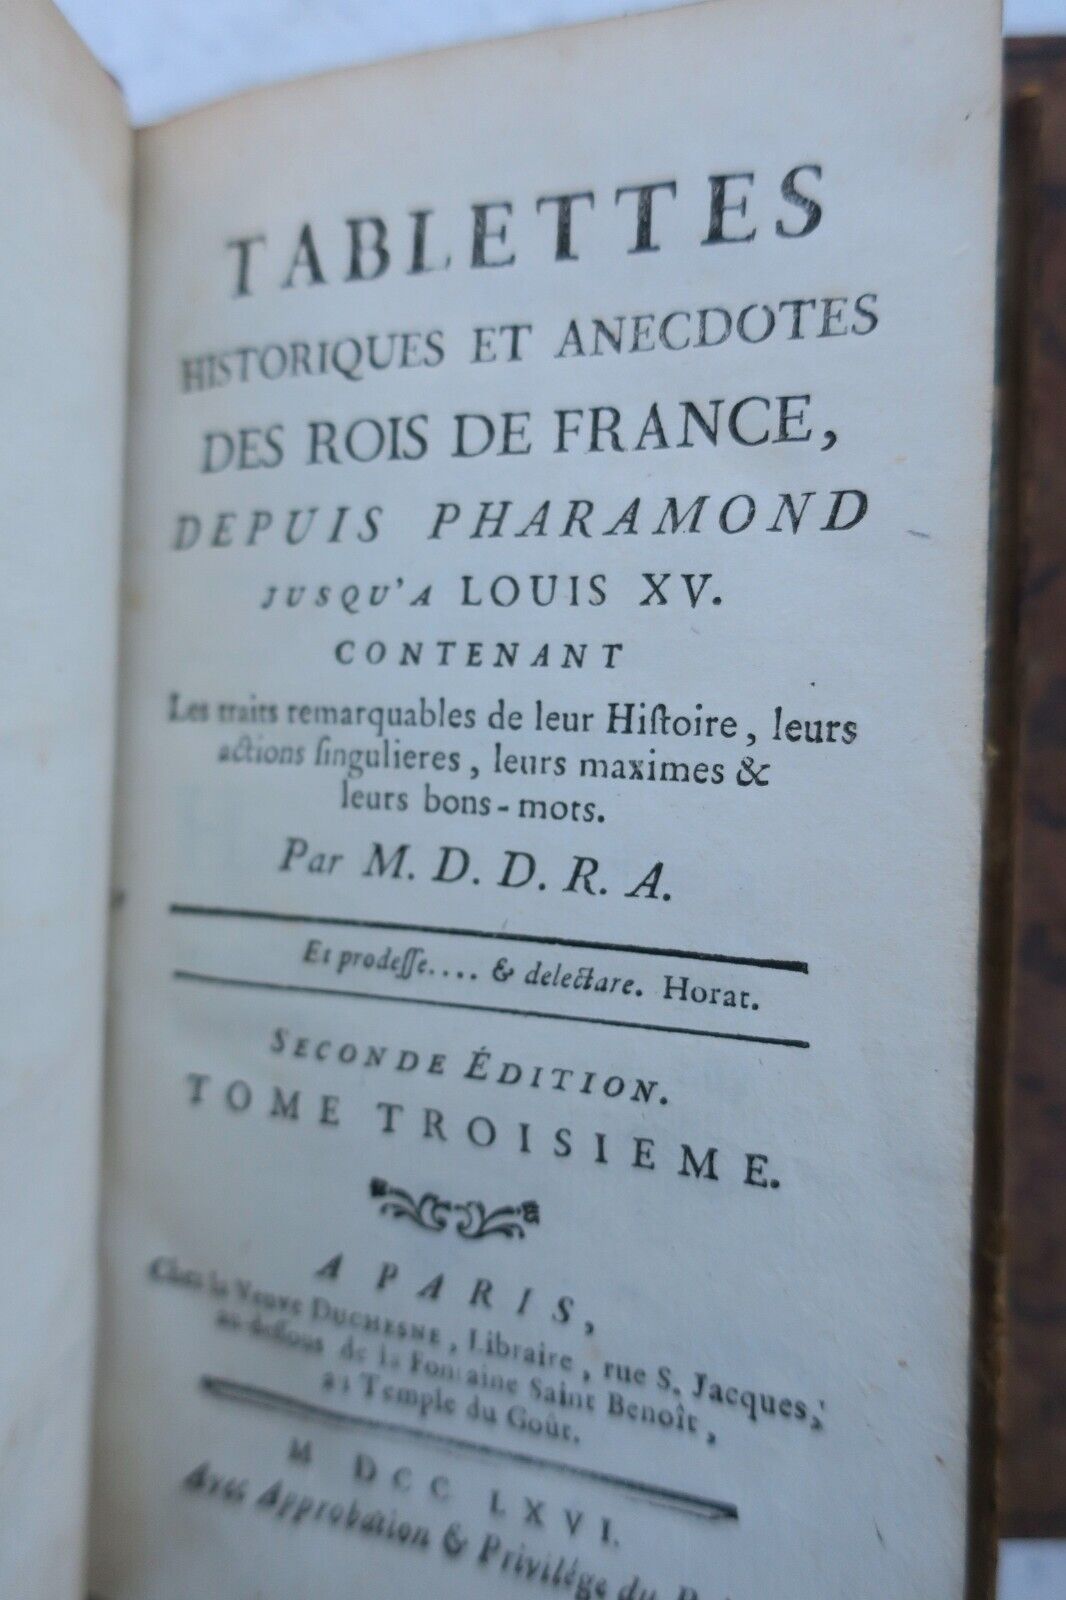 TABLETTES
HISTORIQUES ET ANECDOTES
DES ROIS DE FRANCE,
DEPUIS PHARAMOND
JUSQU'A LOUIS XV.
CONTENANT
Les traits remarquables de leur Hiſtoire, leurs
actions ſingulieres, leurs maximes &
leurs bons-mots.
Par M. D. D. R. A.
Et prodeſſe.... & delectare. Horat.
SECONDE ÉDITION.
TOME TROISIEME.
A PARIS,
Chez la Veuve DUCHESNE, Libraire, rue S. Jacques,
au-deſſous de la Fontaine Saint Benoît,
au Temple du Goût.
M DCC LXVI.
Avec Approbation & Privilége du